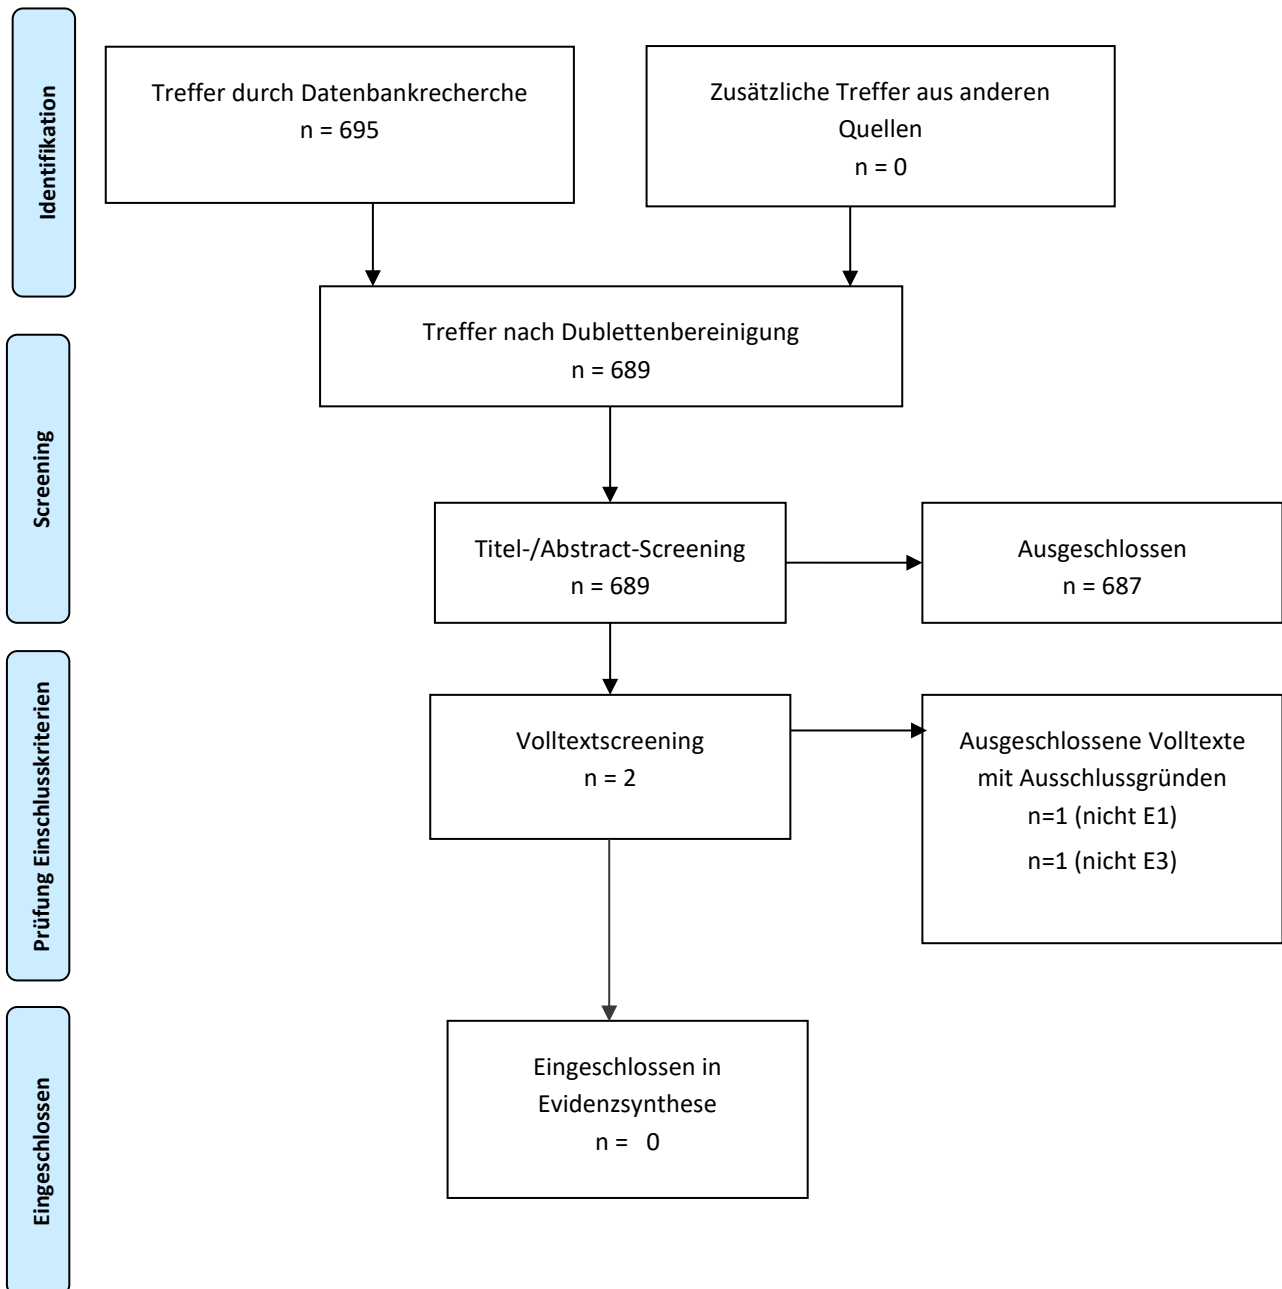 Identifikation
Treffer durch Datenbankrecherche
n = 695
Zusätzliche Treffer aus anderen
Quellen
n = 0
Treffer nach Dublettenbereinigung
n = 689
Screening
Titel-/Abstract-Screening
n = 689
Ausgeschlossen
n = 687
Prüfung Einschlusskriterien
Volltextscreening
n = 2
Ausgeschlossene Volltexte
mit Ausschlussgründen
n=1 (nicht E1)
n=1 (nicht E3)
Eingeschlossen
Eingeschlossen in
Evidenzsynthese
n = 0